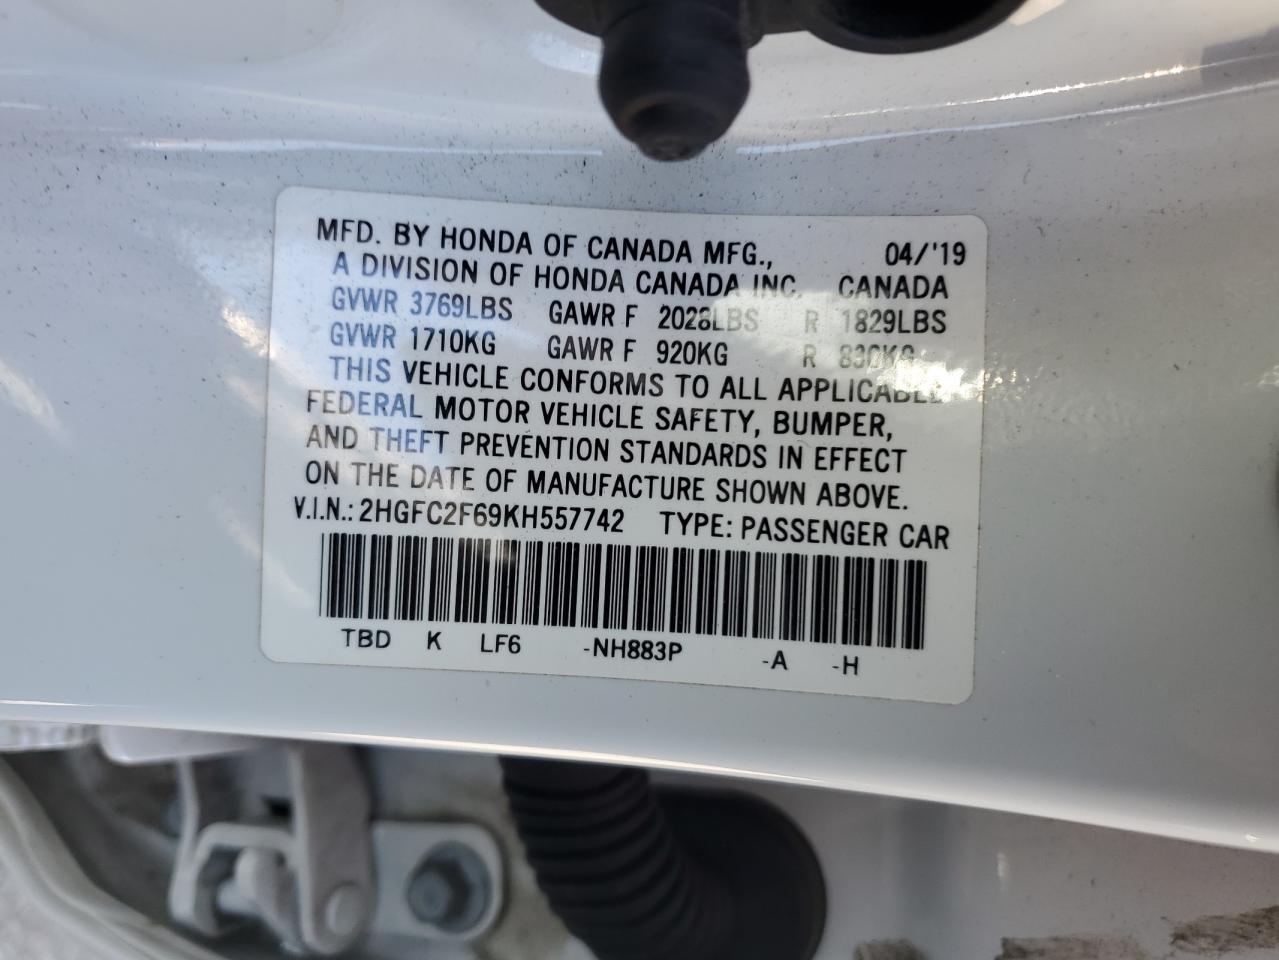 MFD. BY HONDA OF CANADA MFG., 04/'19
A DIVISION OF HONDA CANADA INC. CANADA
GVWR 3769LBS GAWR F 2028LBS R 1829LBS
GVWR 1710KG GAWR F 920KG R 830KG
THIS VEHICLE CONFORMS TO ALL APPLICABLE
FEDERAL MOTOR VEHICLE SAFETY, BUMPER,
AND THEFT PREVENTION STANDARDS IN EFFECT
ON THE DATE OF MANUFACTURE SHOWN ABOVE.
V.I.N.: 2HGFC2F69KH557742 TYPE: PASSENGER CAR
TBD K LF6 -NH883P -A -H